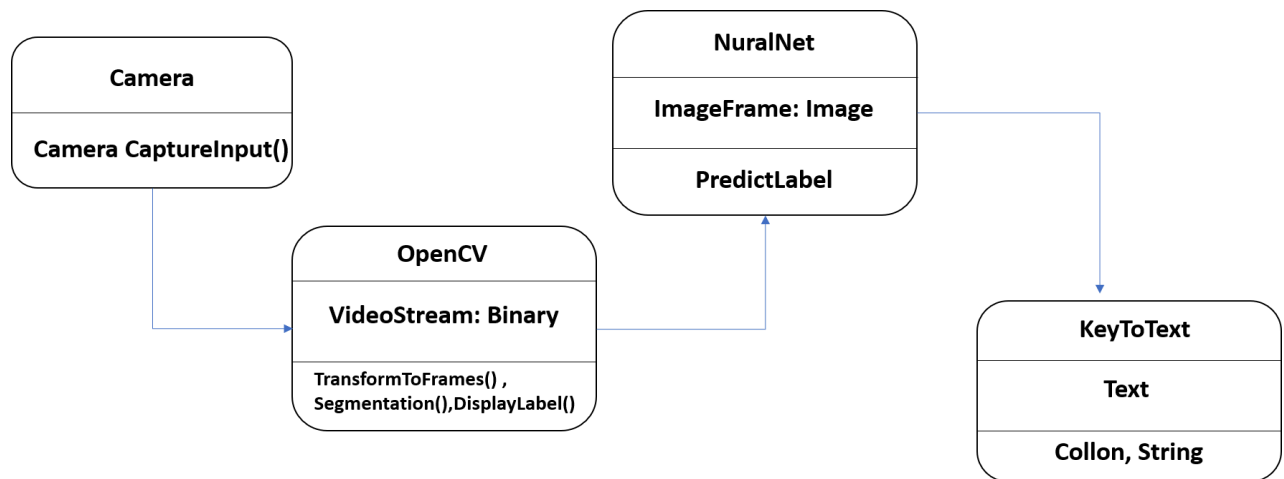 Camera
Camera CaptureInput()
OpenCV
VideoStream: Binary
TransformToFrames() ,
Segmentation(),DisplayLabel()
NuralNet
ImageFrame: Image
PredictLabel
KeyToText
Text
Collon, String